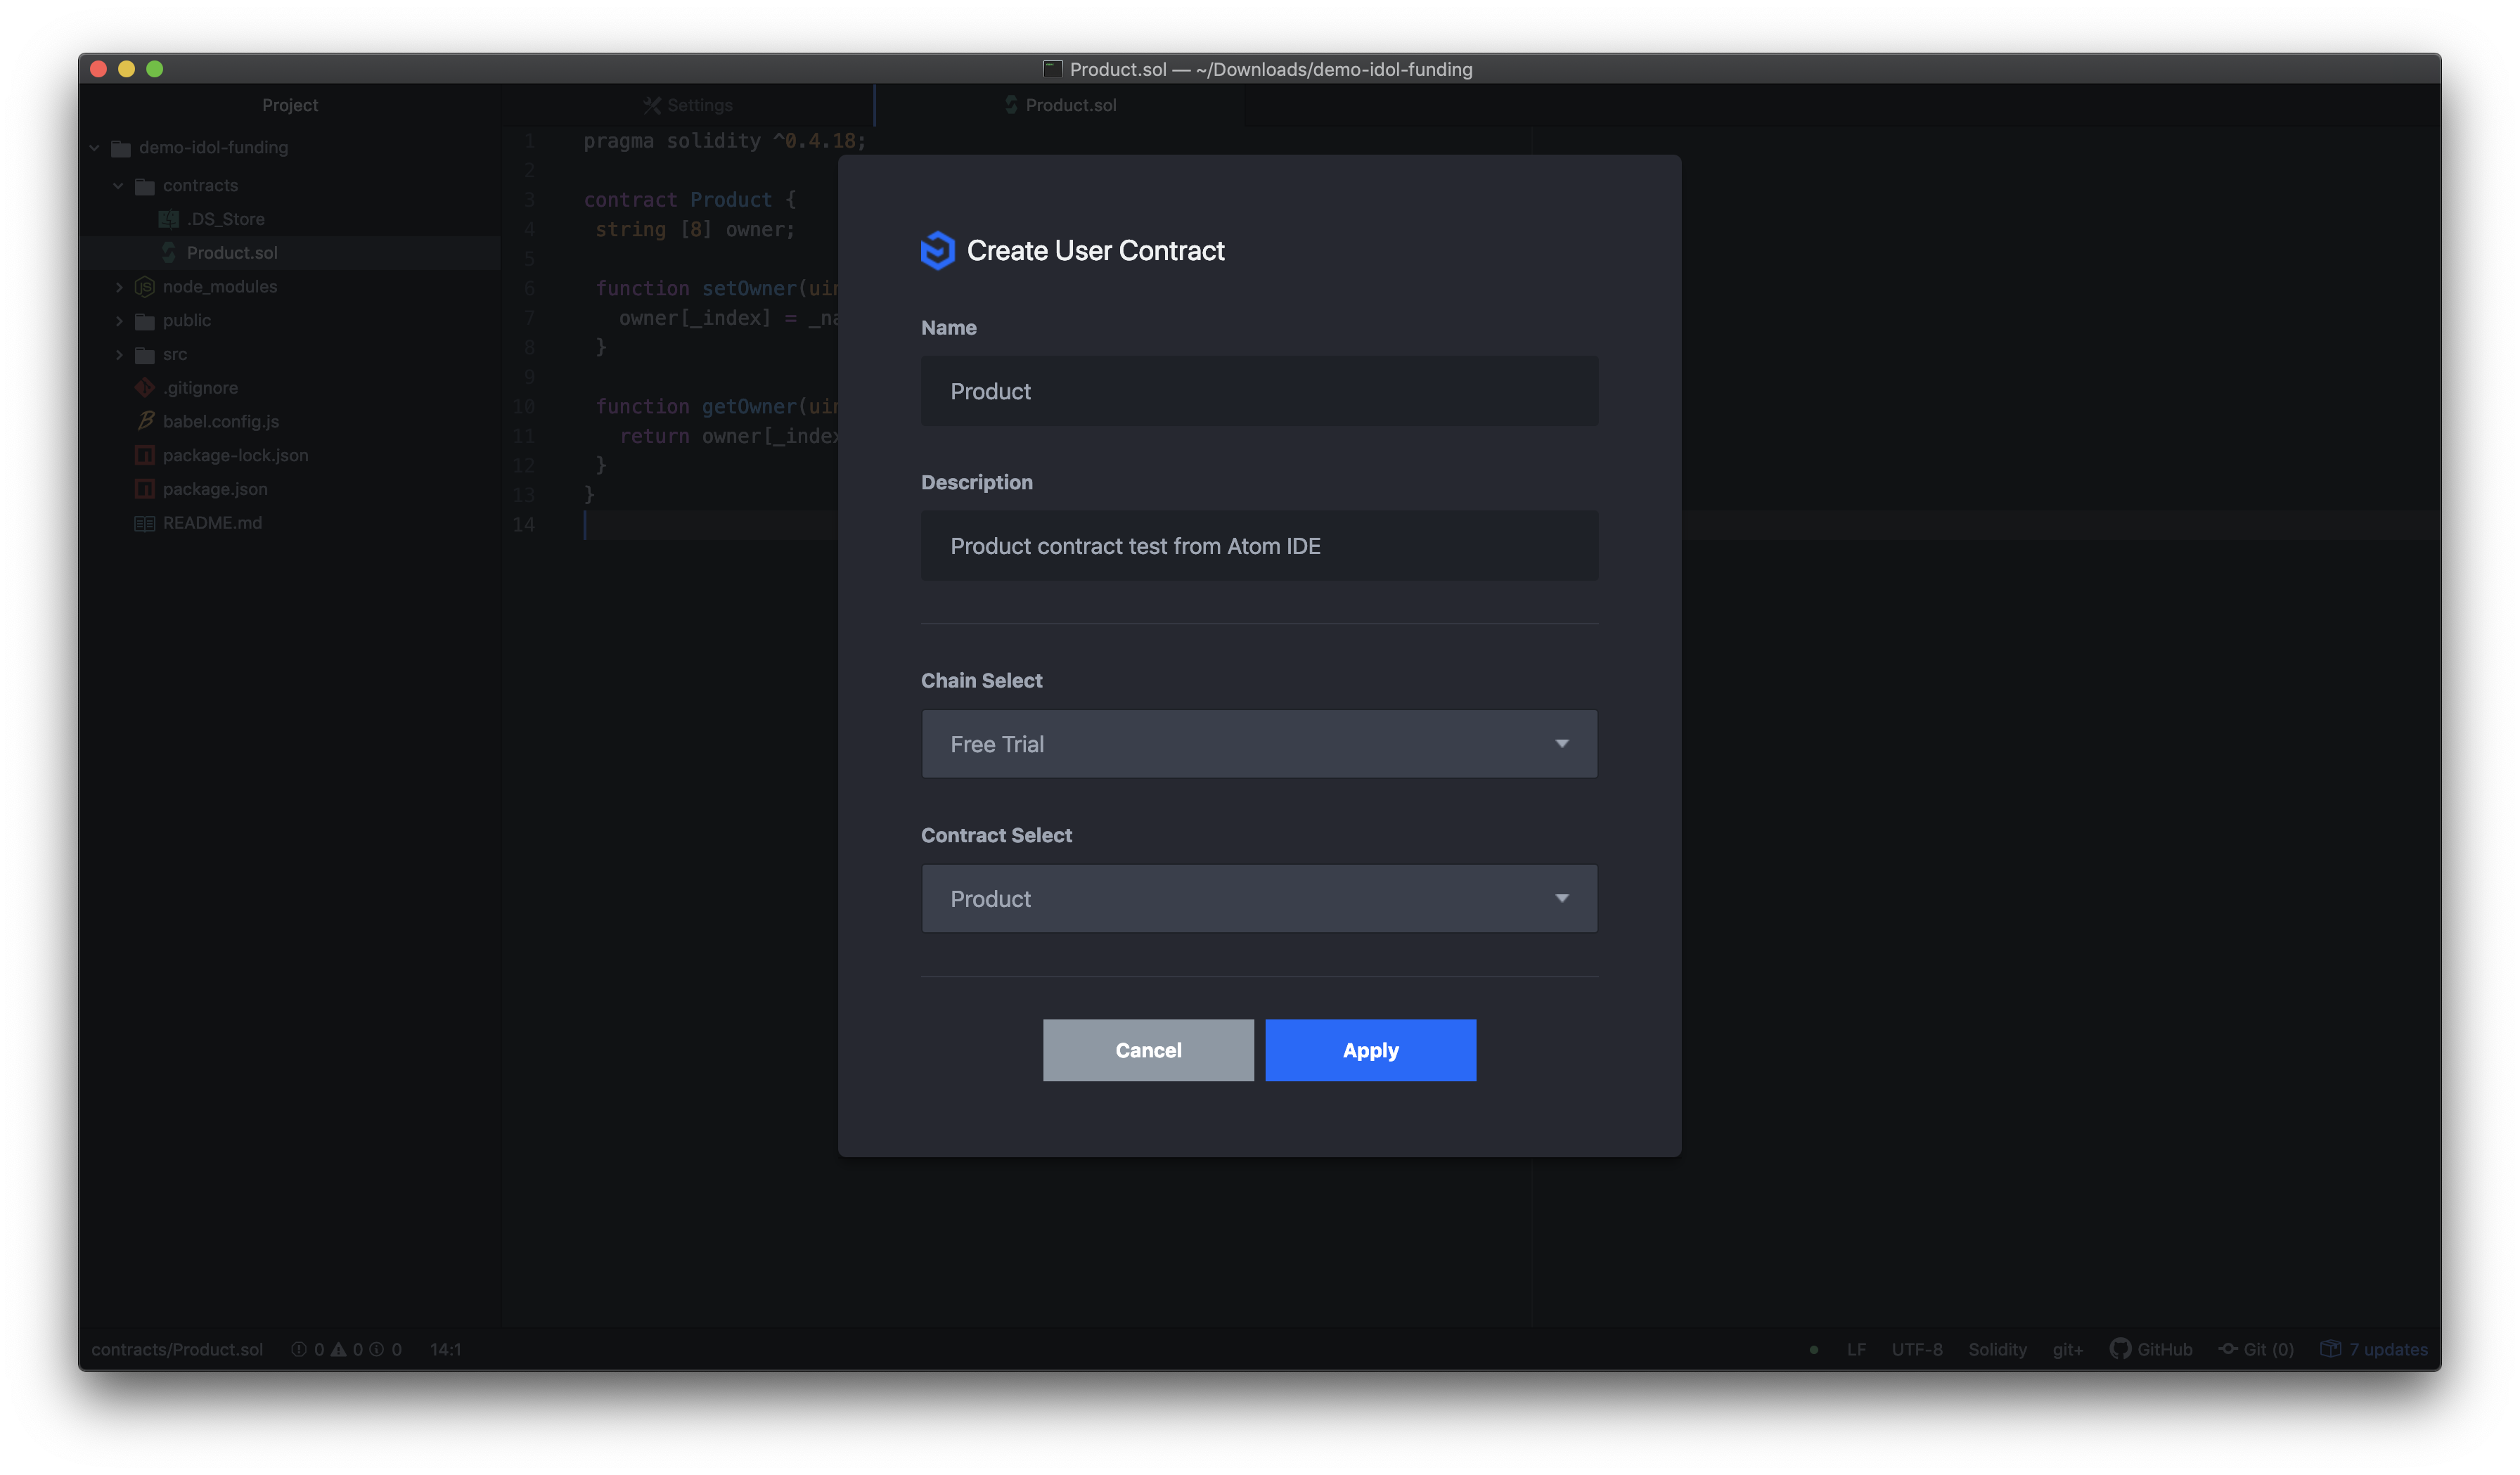 Product.sol — ~/Downloads/demo-idol-funding
Project
Settings
Product.sol
demo-idol-funding
contracts
.DS_Store
Product.sol
node_modules
public
src
.gitignore
babel.config.js
package-lock.json
package.json
README.md
1 pragma solidity ^0.4.18;
2
3 contract Product {
4 string [8] owner;
5
6 function setOwner(
7 owner[_index] =
8 }
9
10 function getOwner(
11 return owner[_index
12 }
13 }
14
Create User Contract
Name
Product
Description
Product contract test from Atom IDE
Chain Select
Free Trial
Contract Select
Product
Cancel
Apply
contracts/Product.sol 0 0 0 14:1
LF UTF-8 Solidity git+ GitHub Git (0) 7 updates